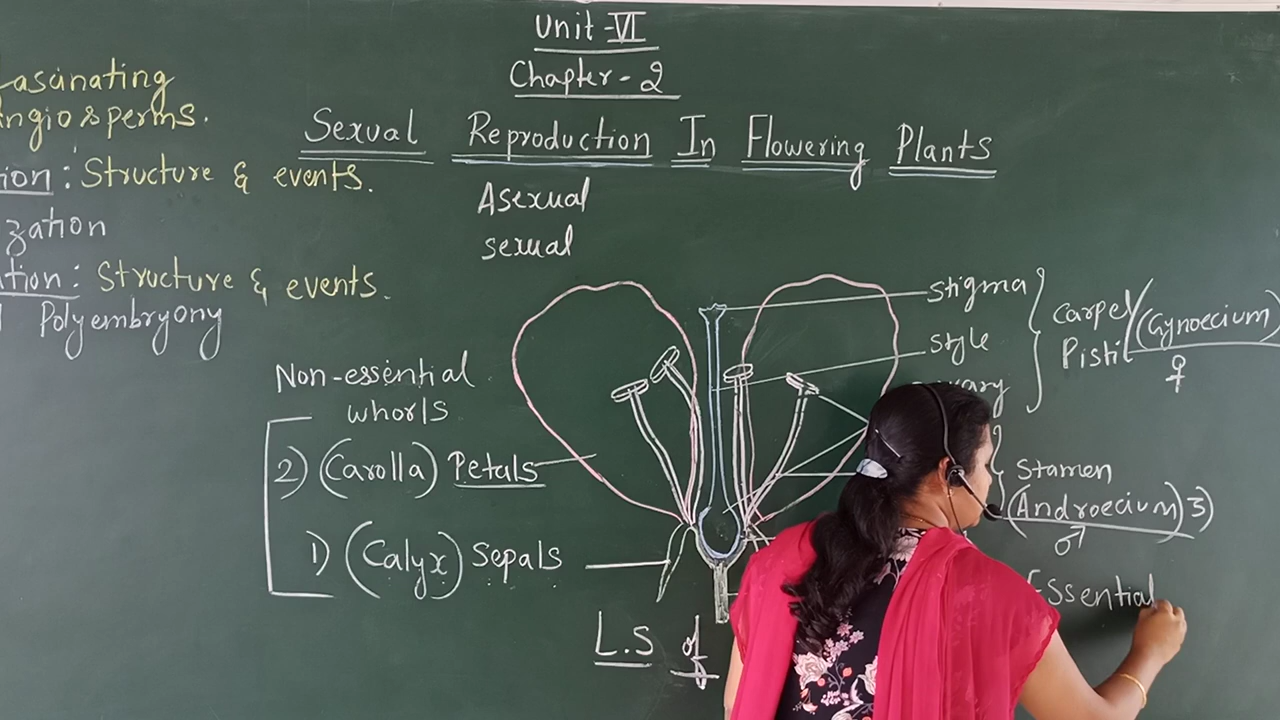 Unit-VI
Chapter-2
Sexual Reproduction In Flowering Plants
Asexual
sexual
ion: Structure & events.
zation
tion: Structure & events.
Polyembryony
Non-essential
whorls
2) (Carolla) Petals
1) (Calyx) Sepals
Stigma
Style
Carpel/(Gynoecium)
Pistil
♀
Stamen
(Androecium) 3)
♂
Essential
L.S of